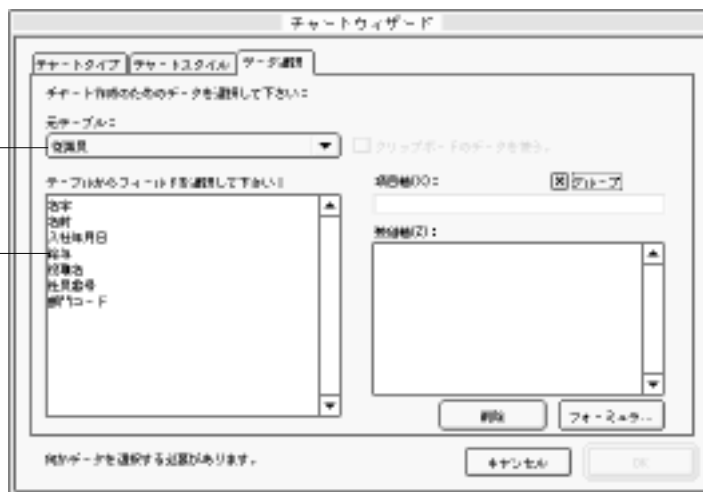 チャートウィザード
チャートタイプ チャートスタイル データ選択
チャート作成のためのデータを選択して下さい：
元テーブル：
従業員
クリップボードのデータを使う。
テーブルからフィールドを選択して下さい：
項目軸(X)： グループ
数値軸(Z)：
名字
名前
入社年月日
給与
役職名
社員番号
部門コード
削除 フォーミュラ...
何かデータを選択する必要があります。
キャンセル OK